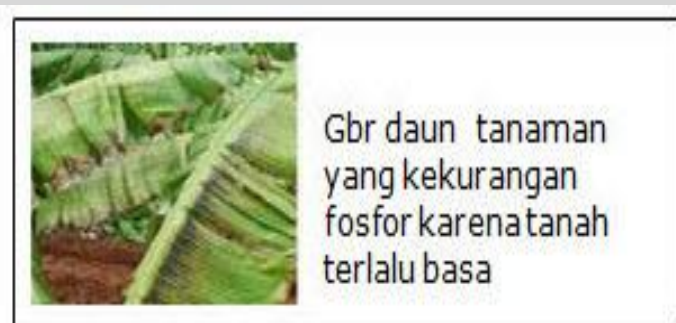 Gbr daun tanaman
yang kekurangan
fosfor karena tanah
terlalu basa